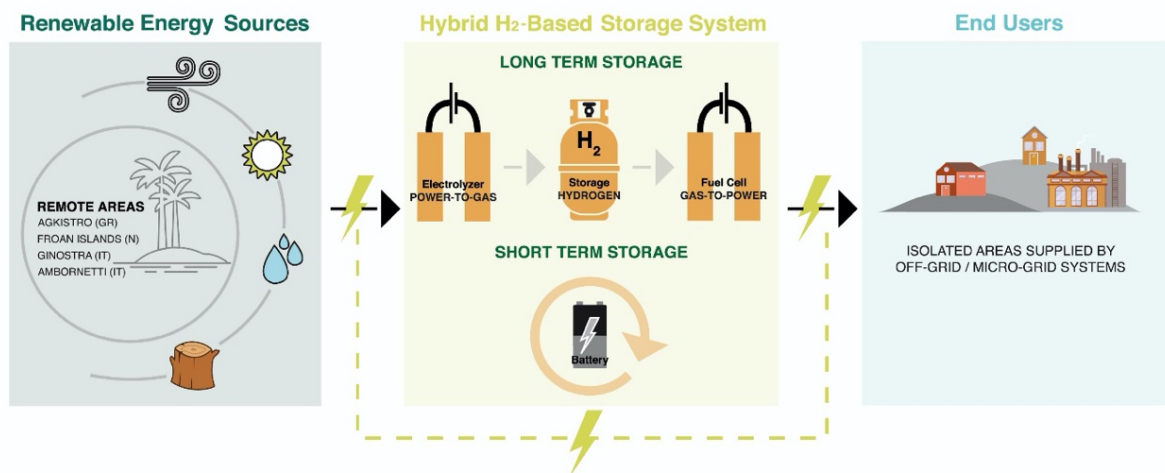 Renewable Energy Sources
REMOTE AREAS
AGKISTRO (GR)
FROAN ISLANDS (N)
GINOSTRA (IT)
AMBORNETTI (IT)
Hybrid H₂-Based Storage System
LONG TERM STORAGE
Electrolyzer
POWER-TO-GAS
H₂
Storage
HYDROGEN
Fuel Cell
GAS-TO-POWER
SHORT TERM STORAGE
Battery
End Users
ISOLATED AREAS SUPPLIED BY
OFF-GRID / MICRO-GRID SYSTEMS